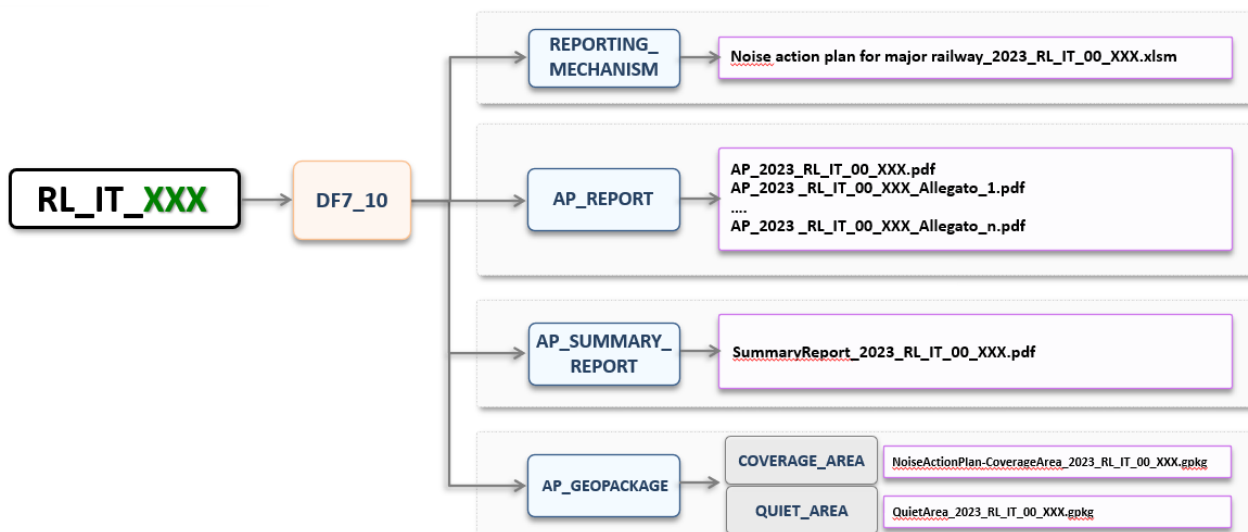 RL_IT_XXX
DF7_10
REPORTING_
MECHANISM
Noise action plan for major railway_2023_RL_IT_00_XXX.xlsm
AP_REPORT
AP_2023_RL_IT_00_XXX.pdf
AP_2023 _RL_IT_00_XXX_Allegato_1.pdf
....
AP_2023 _RL_IT_00_XXX_Allegato_n.pdf
AP_SUMMARY_
REPORT
SummaryReport_2023_RL_IT_00_XXX.pdf
AP_GEOPACKAGE
COVERAGE_AREA
NoiseActionPlan-CoverageArea_2023_RL_IT_00_XXX.gpkg
QUIET_AREA
QuietArea_2023_RL_IT_00_XXX.gpkg